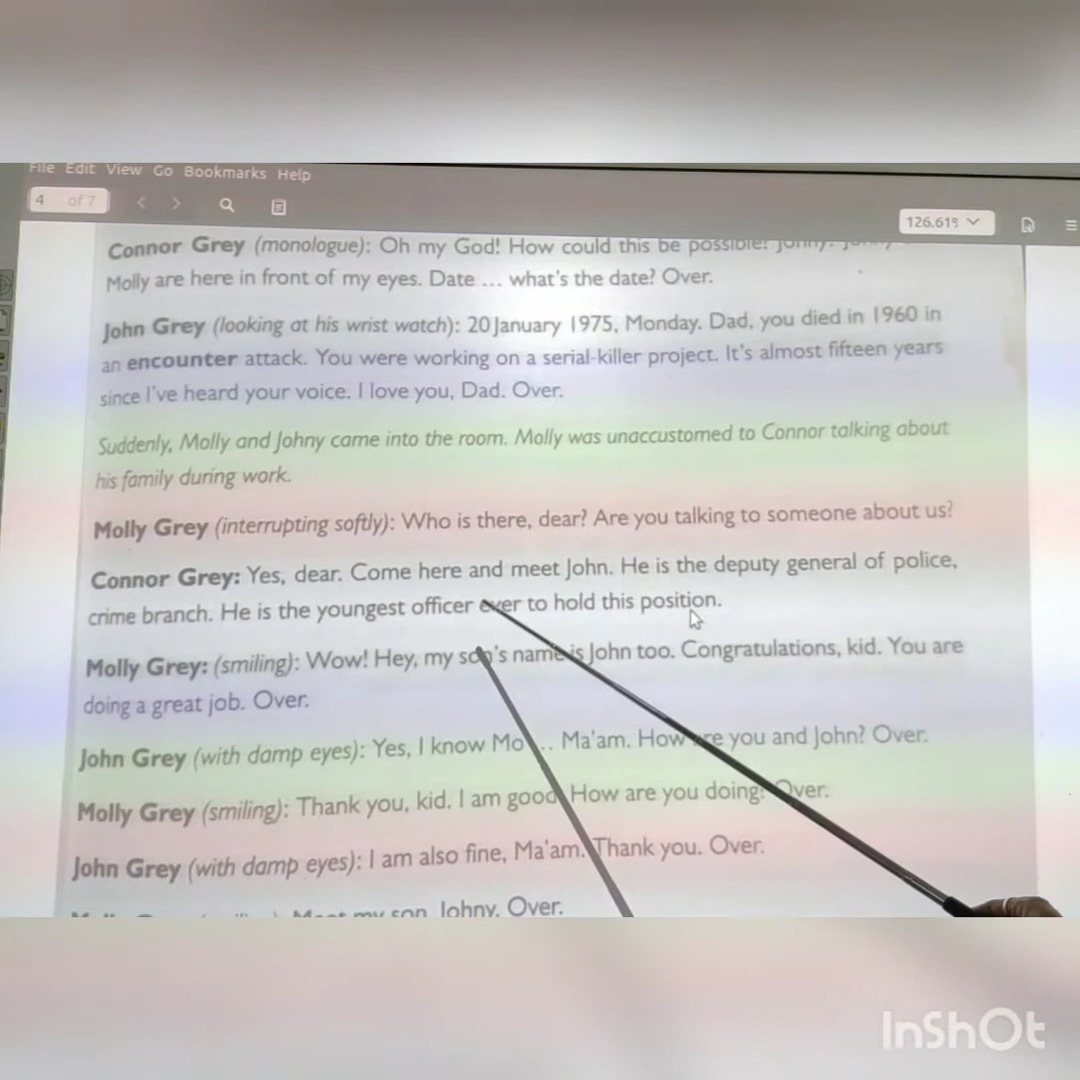 File Edit View Go Bookmarks Help
4 of 7
126.61%
Connor Grey (monologue): Oh my God! How could this be possible! Johny!
Molly are here in front of my eyes. Date ... what's the date? Over.
John Grey (looking at his wrist watch): 20 January 1975, Monday. Dad, you died in 1960 in
an encounter attack. You were working on a serial-killer project. It's almost fifteen years
since I've heard your voice. I love you, Dad. Over.
Suddenly, Molly and Johny came into the room. Molly was unaccustomed to Connor talking about
his family during work.
Molly Grey (interrupting softly): Who is there, dear? Are you talking to someone about us?
Connor Grey: Yes, dear. Come here and meet John. He is the deputy general of police,
crime branch. He is the youngest officer ever to hold this position.
Molly Grey: (smiling): Wow! Hey, my son's name is John too. Congratulations, kid. You are
doing a great job. Over.
John Grey (with damp eyes): Yes, I know Mo... Ma'am. How are you and John? Over.
Molly Grey (smiling): Thank you, kid. I am good. How are you doing? Over.
John Grey (with damp eyes): I am also fine, Ma'am. Thank you. Over.
Meet my son, Johny. Over.
InShOt